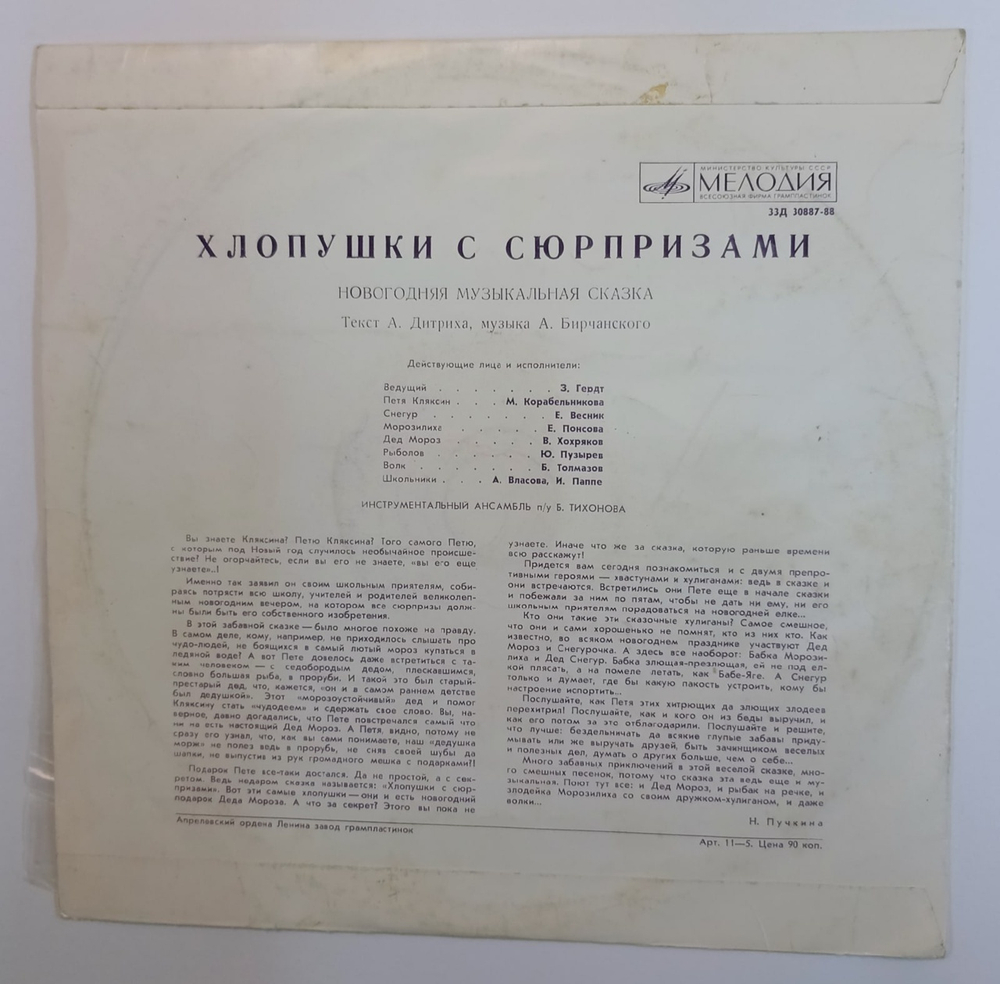 МИНИСТЕРСТВО КУЛЬТУРЫ СССР
МЕЛОДИЯ
ВСЕСОЮЗНАЯ ФИРМА ГРАМПЛАСТИНОК
33Д 30887-88
ХЛОПУШКИ С СЮРПРИЗАМИ
НОВОГОДНЯЯ МУЗЫКАЛЬНАЯ СКАЗКА
Текст А. Дитриха, музыка А. Бирчанского
Действующие лица и исполнители:
Ведущий . . . . . . . З. Гердт
Петя Кляксин . . . М. Корабельникова
Снегур . . . . . . . Е. Весник
Морозилиха . . . . . Е. Понсова
Дед Мороз . . . . . В. Хохряков
Рыболов . . . . . . Ю. Пузырев
Волк . . . . . . . Б. Толмазов
Школьники . . . А. Власова, И. Паппе
ИНСТРУМЕНТАЛЬНЫЙ АНСАМБЛЬ п/у Б. ТИХОНОВА
Вы знаете Кляксина? Петю Кляксина? Того самого Петю,
с которым под Новый год случилось необычайное происше-
ствие? Не огорчайтесь, если вы его не знаете, «вы его еще
узнаете»..!
Именно так заявил он своим школьным приятелям, соби-
раясь потрясти всю школу, учителей и родителей великолеп-
ным новогодним вечером, на котором все сюрпризы долж-
ны были быть его собственного изобретения.
В этой забавной сказке — было многое похоже на правду.
В самом деле, кому, например, не приходилось слышать про
чудо-людей, не боящихся в самый лютый мороз купаться в
ледяной воде? А вот Пете довелось даже встретиться с та-
ким человеком — с седобородым дедом, плескавшимся,
словно большая рыба, в проруби. И такой это был старый-
престарый дед, что, кажется, «он и в самом раннем детстве
был дедушкой». Этот «морозоустойчивый» дед и помог
Кляксину стать «чудодеем» и сдержать свое слово. Вы, на-
верное, давно догадались, что Пете повстречался самый что
ни на есть настоящий Дед Мороз. А Петя, видно, потому не
сразу его узнал, что, как вы сами понимаете, наш «дедушка
морж» не полез ведь в прорубь, не сняв своей шубы да
шапки, не выпустив из рук громадного мешка с подарками?!
Подарок Пете все-таки достался. Да не простой, а с сек-
ретом. Ведь недаром сказка называется: «Хлопушки с сюр-
призами». Вот эти самые хлопушки — они и есть новогодний
подарок Деда Мороза. А что за секрет? Этого вы пока не
узнаете. Иначе что же за сказка, которую раньше времени
всю расскажут!
Придется вам сегодня познакомиться и с двумя препро-
тивными героями — хвастунами и хулиганами: ведь в сказке и
они встречаются. Встретились они Пете еще в начале сказки
и побежали за ним по пятам, чтобы не дать ни ему, ни его
школьным приятелям порадоваться на новогодней елке...
Кто они такие эти сказочные хулиганы? Самое смешное,
что они и сами хорошенько не помнят, кто из них кто. Как
известно, во всяком новогоднем празднике участвуют Дед
Мороз и Снегурочка. А здесь все наоборот: Бабка Морози-
лиха и Дед Снегур. Бабка злющая-презлющая, ей не под ел-
кой плясать, а на помеле летать, как Бабе-Яге. А Снегур
только и думает, где бы какую пакость устроить, кому бы
настроение испортить...
Послушайте, как Петя этих хитрющих да злющих злодеев
перехитрил! Послушайте, как и кого он из беды выручил, и
как его потом за это отблагодарили. Послушайте и решите,
что лучше: бездельничать да всякие глупые забавы приду-
мывать или же выручать друзей, быть зачинщиком веселых
и полезных дел, думать о других больше, чем о себе...
Много забавных приключений в этой веселой сказке, мно-
го смешных песенок, потому что сказка эта ведь еще и му-
зыкальная. Поют тут все: и Дед Мороз, и рыбак на речке, и
злодейка Морозилиха со своим дружком-хулиганом, и даже
волки...
Н. Пучкина
Апрелевский ордена Ленина завод грампластинок
Арт. 11—5. Цена 90 коп.